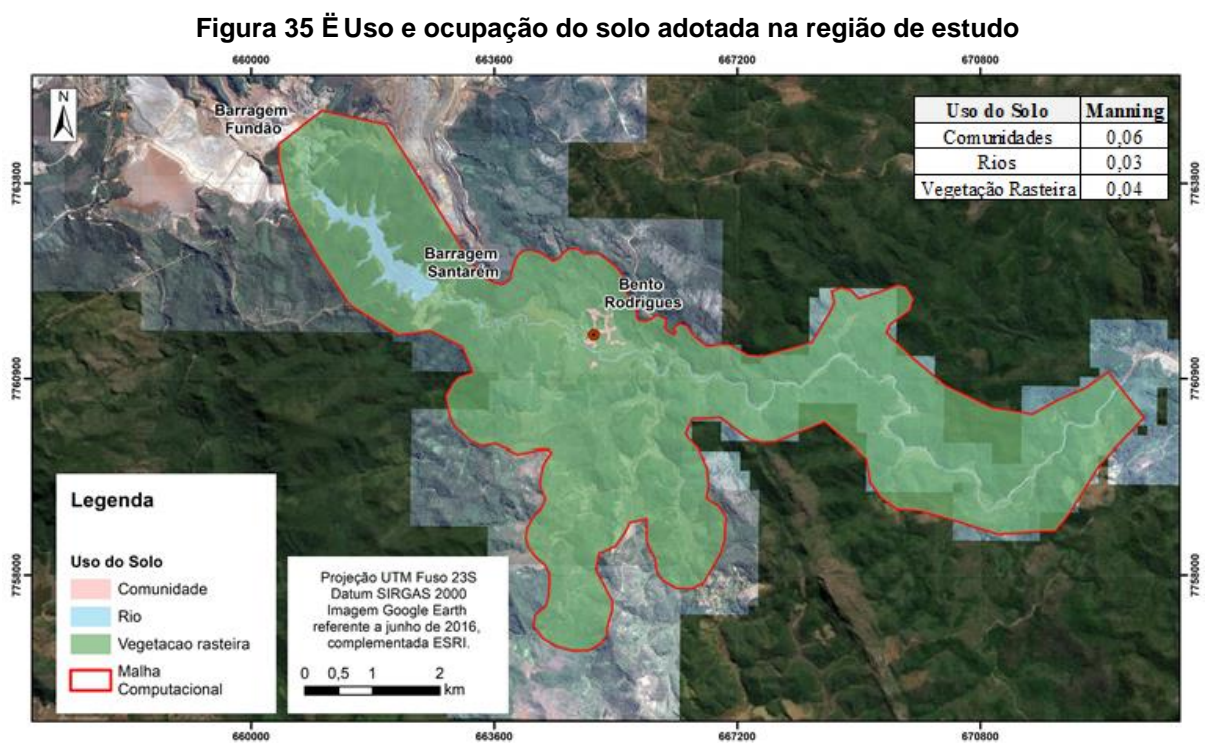 Figura 35 Ë Uso e ocupação do solo adotada na região de estudo
660000 663600 667200 670800
N
Barragem
Fundão
Uso do Solo Manning
Comunidades 0,06
Rios 0,03
Vegetação Rasteira 0,04
7763800 7763800
Barragem
Santarém
Bento
Rodrigues
7760900 7760900
Legenda
Uso do Solo
Comunidade
Rio
Vegetacao rasteira
Malha
Computacional
Projeção UTM Fuso 23S
Datum SIRGAS 2000
Imagem Google Earth
referente a junho de 2016,
complementada ESRI.
0 0,5 1 2
km
7758000 7758000
660000 663600 667200 670800